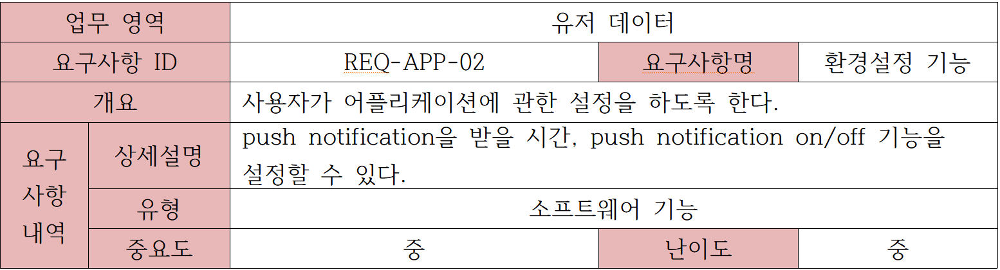 업무 영역 유저 데이터
요구사항 ID REQ-APP-02 요구사항명 환경설정 기능
개요 사용자가 어플리케이션에 관한 설정을 하도록 한다.
요구
사항
내역
상세설명 push notification을 받을 시간, push notification on/off 기능을
설정할 수 있다.
유형 소프트웨어 기능
중요도 중 난이도 중